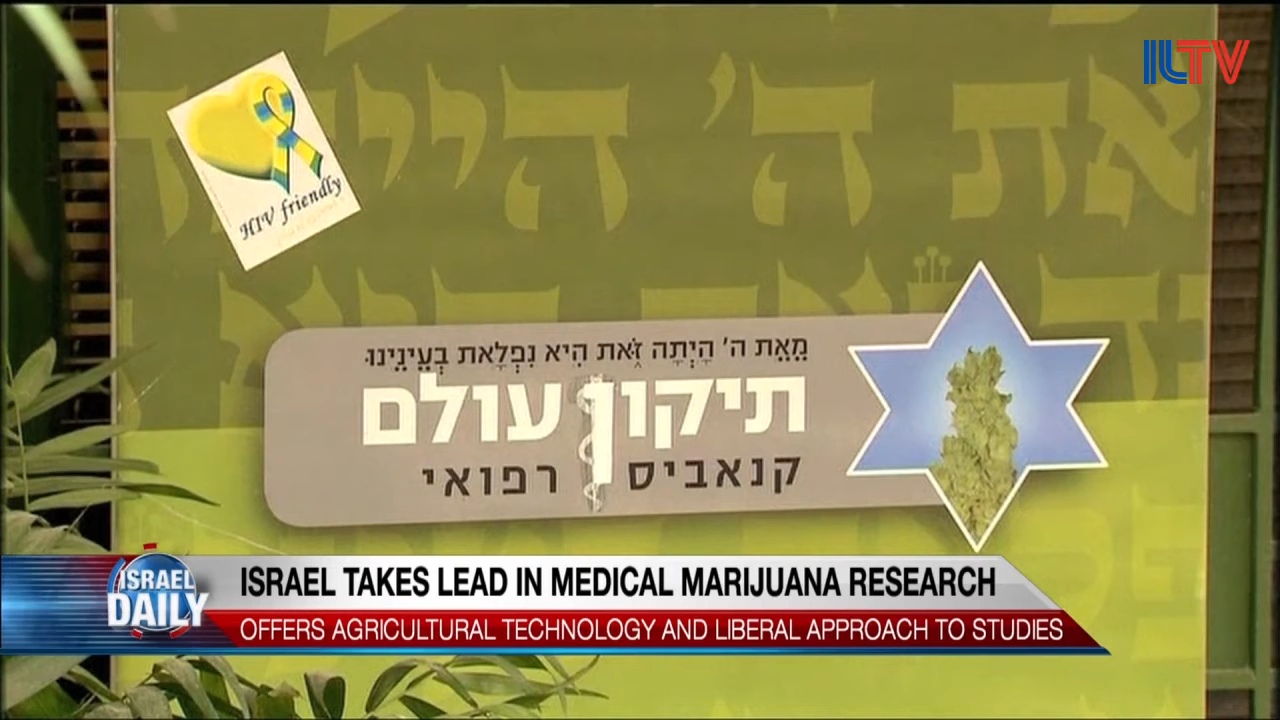 ILTV
את ה'
HIV friendly
מֵאֵת ה' הָיְתָה זֹּאת הִיא נִפְלָאת בְּעֵינֵינוּ
תיקון עולם
קנאביס רפואי
ISRAEL DAILY
ISRAEL TAKES LEAD IN MEDICAL MARIJUANA RESEARCH
OFFERS AGRICULTURAL TECHNOLOGY AND LIBERAL APPROACH TO STUDIES